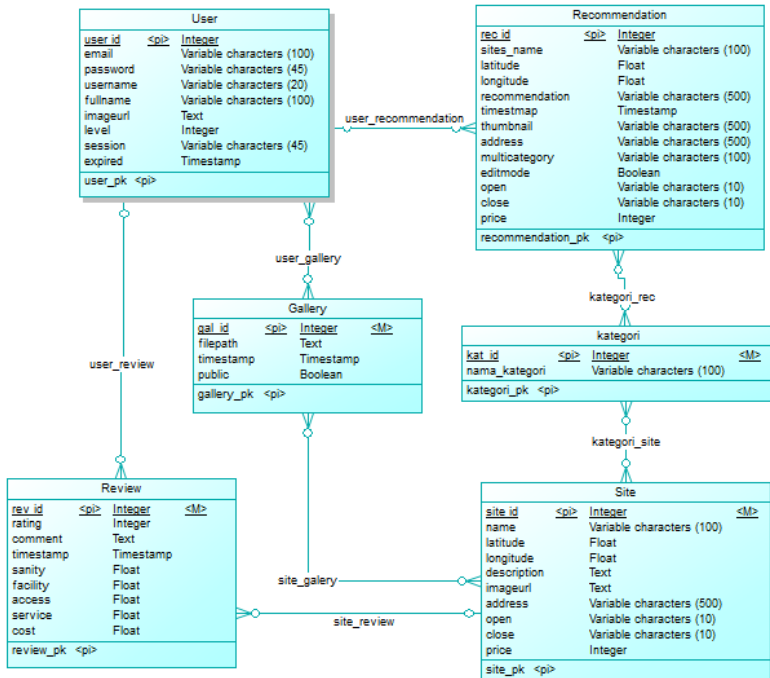 User
user_id <pi> Integer
email Variable characters (100)
password Variable characters (45)
username Variable characters (20)
fullname Variable characters (100)
imageurl Text
level Integer
session Variable characters (45)
expired Timestamp
user_pk <pi>
Recommendation
rec_id <pi> Integer
sites_name Variable characters (100)
latitude Float
longitude Float
recommendation Variable characters (500)
timestmap Timestamp
thumbnail Variable characters (500)
address Variable characters (500)
multicategory Variable characters (100)
editmode Boolean
open Variable characters (10)
close Variable characters (10)
price Integer
recommendation_pk <pi>
user_recommendation
user_gallery
kategori_rec
Gallery
gal_id <pi> Integer <M>
filepath Text
timestamp Timestamp
public Boolean
gallery_pk <pi>
kategori
kat_id <pi> Integer <M>
nama_kategori Variable characters (100)
kategori_pk <pi>
user_review
kategori_site
Review
rev_id <pi> Integer <M>
rating Integer
comment Text
timestamp Timestamp
sanity Float
facility Float
access Float
service Float
cost Float
review_pk <pi>
site_galery
site_review
Site
site_id <pi> Integer <M>
name Variable characters (100)
latitude Float
longitude Float
description Text
imageurl Text
address Variable characters (500)
open Variable characters (10)
close Variable characters (10)
price Integer
site_pk <pi>